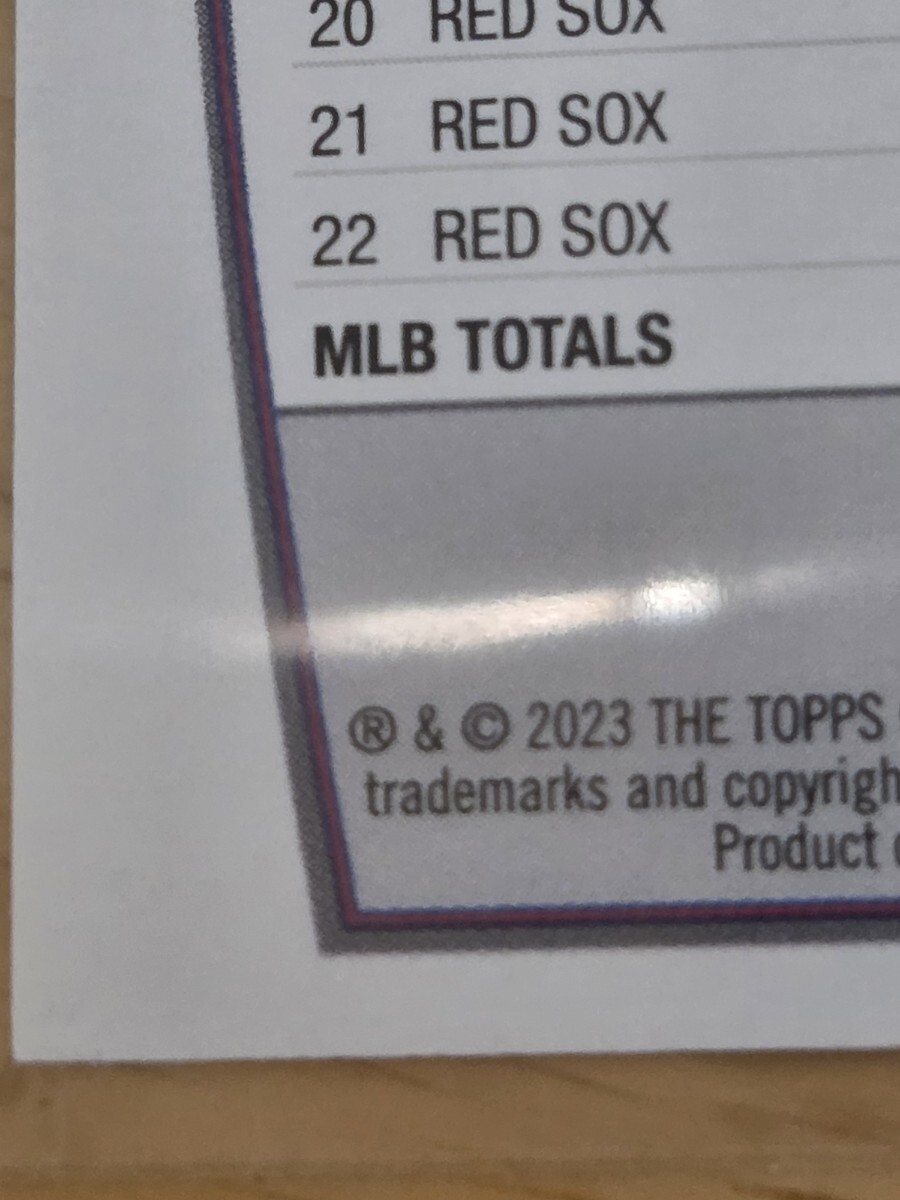 20 RED SOX
21 RED SOX
22 RED SOX
MLB TOTALS
® & © 2023 THE TOPPS
trademarks and
Product